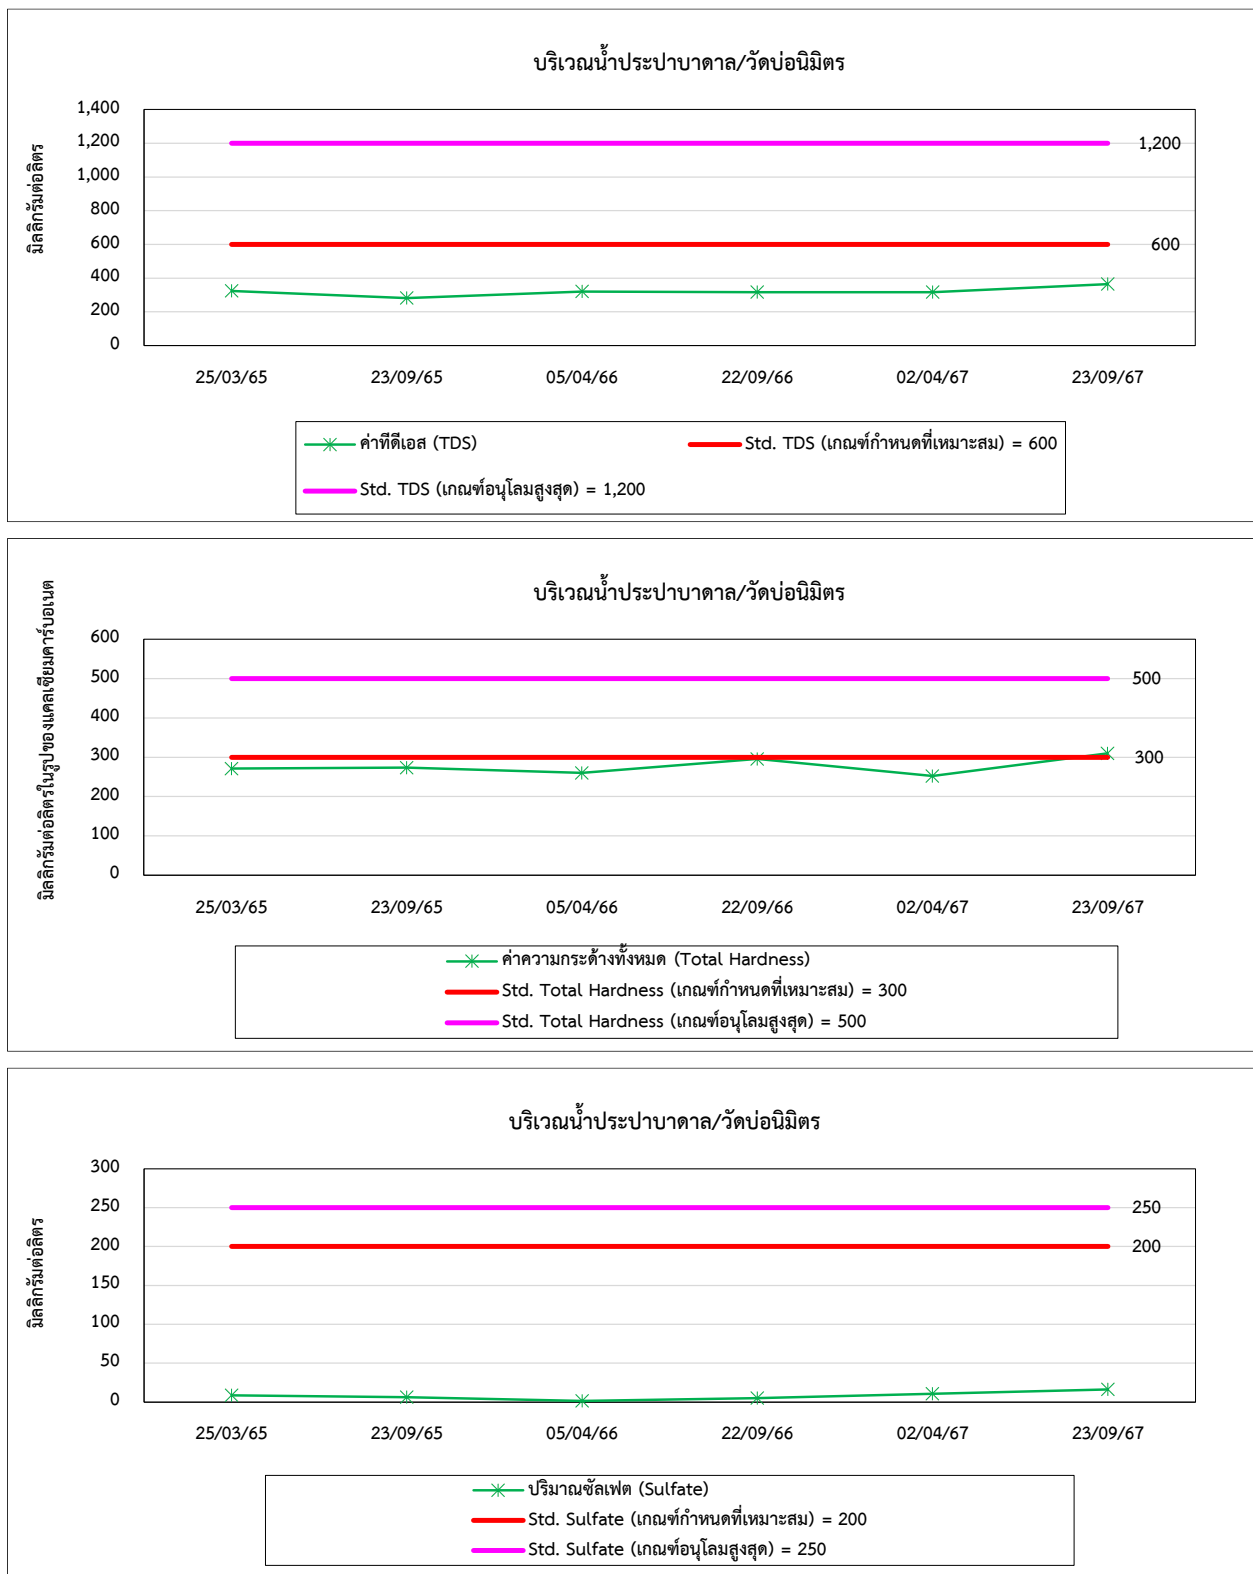 บริเวณน้ำประปาบาดาล/วัดบ่อนิมิตร
มิลลิกรัมต่อลิตร
1,400
1,200
1,000
800
600
400
200
0
1,200
600
25/03/65 23/09/65 05/04/66 22/09/66 02/04/67 23/09/67
ค่าทีดีเอส (TDS) Std. TDS (เกณฑ์กำหนดที่เหมาะสม) = 600
Std. TDS (เกณฑ์อนุโลมสูงสุด) = 1,200
บริเวณน้ำประปาบาดาล/วัดบ่อนิมิตร
มิลลิกรัมต่อลิตรในรูปของแคลเซียมคาร์บอเนต
600
500
400
300
200
100
0
500
300
25/03/65 23/09/65 05/04/66 22/09/66 02/04/67 23/09/67
ค่าความกระด้างทั้งหมด (Total Hardness)
Std. Total Hardness (เกณฑ์กำหนดที่เหมาะสม) = 300
Std. Total Hardness (เกณฑ์อนุโลมสูงสุด) = 500
บริเวณน้ำประปาบาดาล/วัดบ่อนิมิตร
มิลลิกรัมต่อลิตร
300
250
200
150
100
50
0
250
200
25/03/65 23/09/65 05/04/66 22/09/66 02/04/67 23/09/67
ปริมาณซัลเฟต (Sulfate)
Std. Sulfate (เกณฑ์กำหนดที่เหมาะสม) = 200
Std. Sulfate (เกณฑ์อนุโลมสูงสุด) = 250